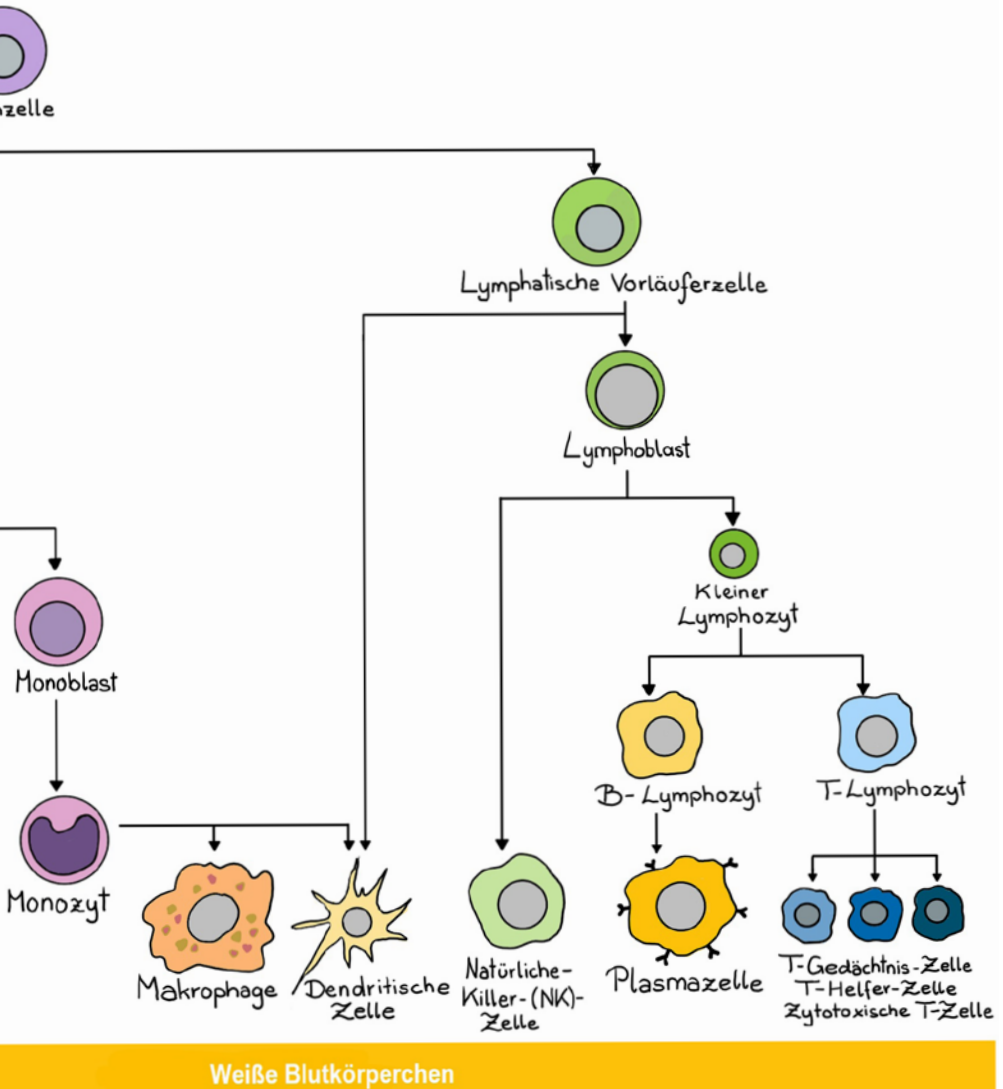 zelle
Lymphatische Vorläuferzelle
Lymphoblast
Kleiner
Lymphozyt
Monoblast
B-Lymphozyt
T-Lymphozyt
Monozyt
Makrophage
Dendritische
Zelle
Natürliche-
Killer-(NK)-
Zelle
Plasmazelle
T-Gedächtnis-Zelle
T-Helfer-Zelle
Zytotoxische T-Zelle
Weiße Blutkörperchen